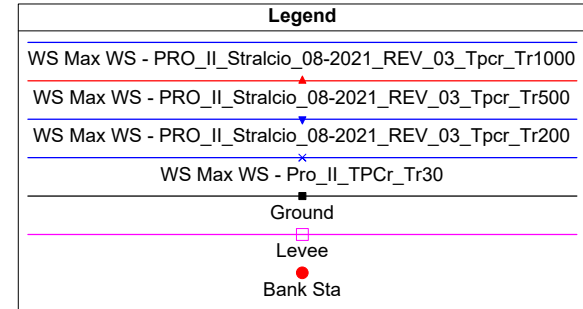 Legend
WS Max WS - PRO_II_Stralcio_08-2021_REV_03_Tpcr_Tr1000
WS Max WS - PRO_II_Stralcio_08-2021_REV_03_Tpcr_Tr500
WS Max WS - PRO_II_Stralcio_08-2021_REV_03_Tpcr_Tr200
WS Max WS - Pro_II_TPCr_Tr30
Ground
Levee
Bank Sta